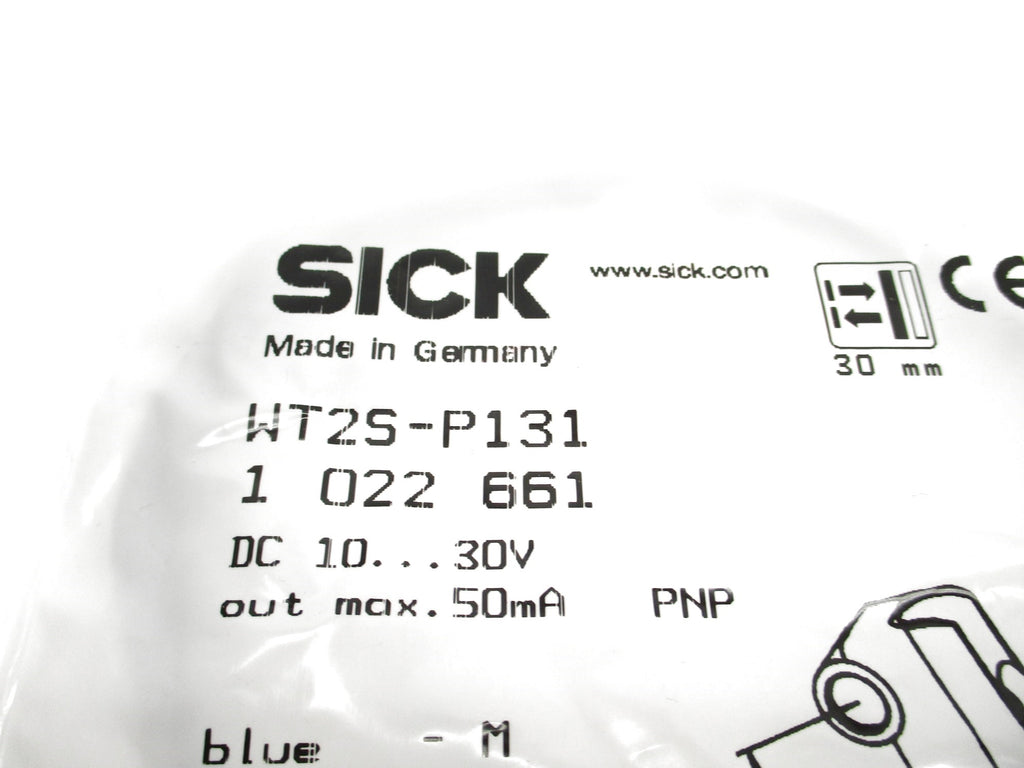 SICK
www.sick.com
CE
Made in Germany
30 mm
WT2S-P131
1 022 661
DC 10...30V
out max.50mA PNP
blue - M